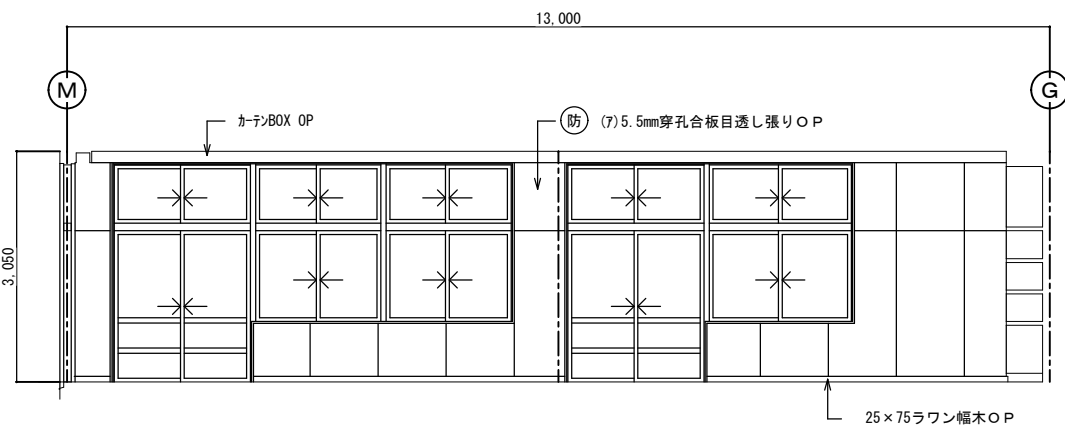 13,000
M
G
カーテンBOX OP
防 (ア)5.5mm穿孔合板目透し張りOP
3,050
25×75ラワン幅木OP